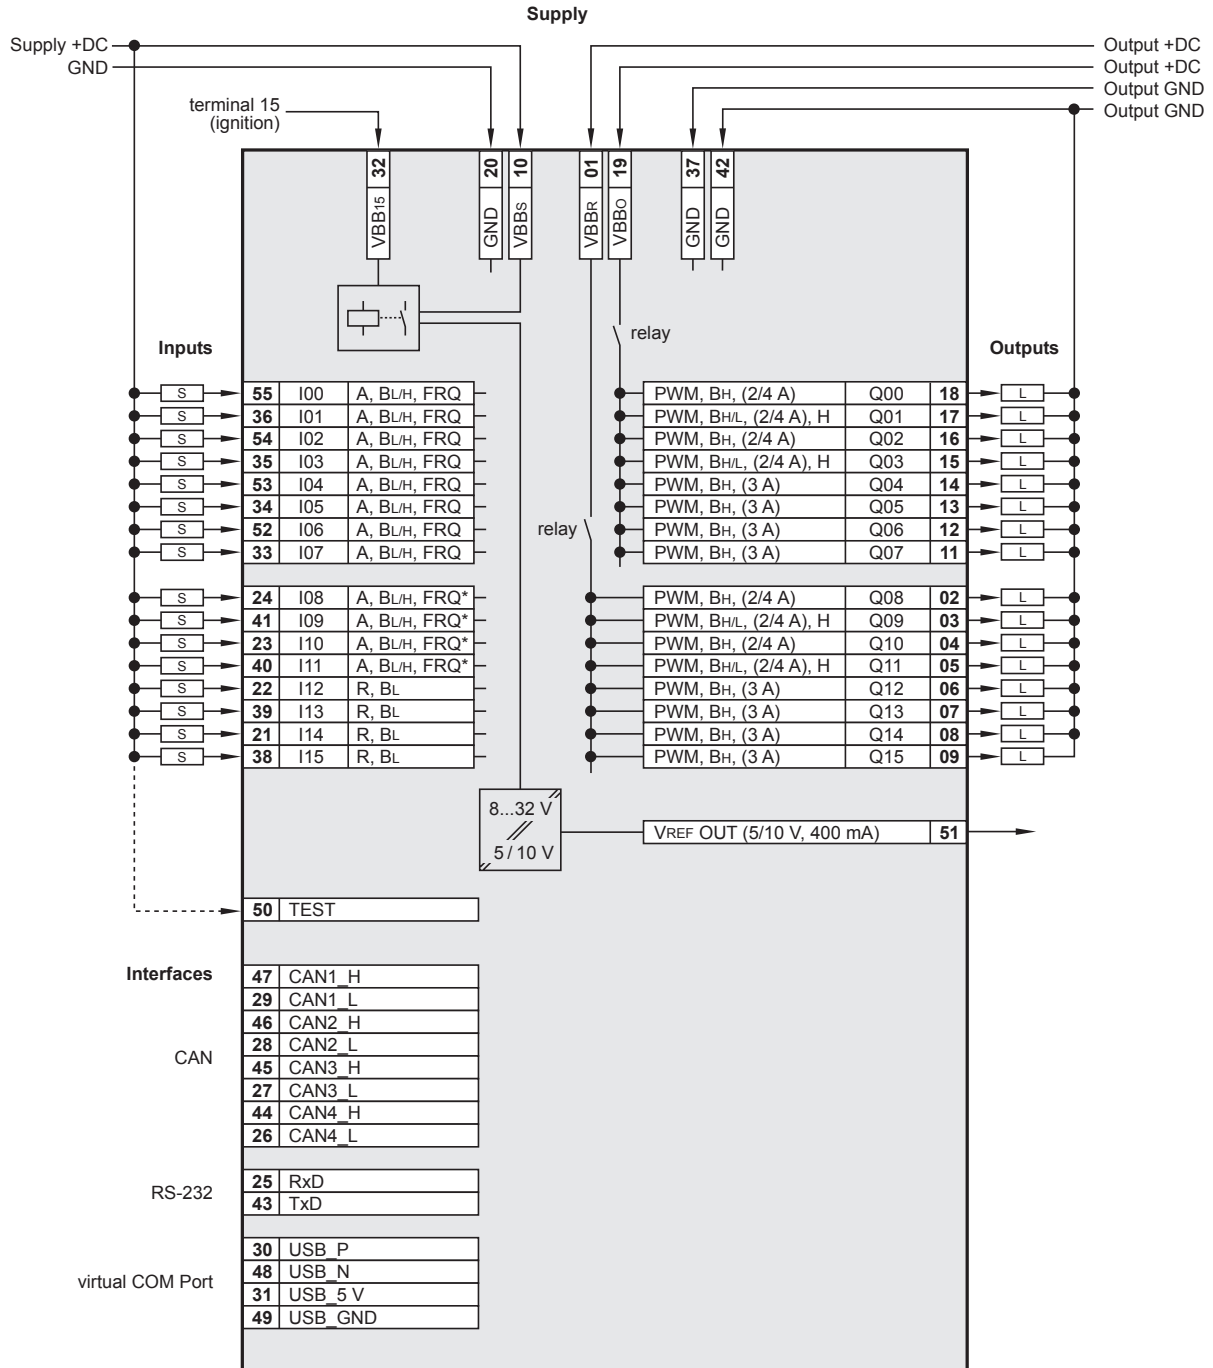 Supply
Supply +DC
Output +DC
GND
Output +DC
Output GND
terminal 15
(ignition)
Output GND
32
20
10
01
19
37
42
VBB15
GND
VBBS
VBBR
VBBO
GND
GND
relay
Inputs
Outputs
S 55 I00 A, BL/H, FRQ
PWM, BH, (2/4 A) Q00 18 L
S 36 I01 A, BL/H, FRQ
PWM, BH/L, (2/4 A), H Q01 17 L
S 54 I02 A, BL/H, FRQ
PWM, BH, (2/4 A) Q02 16 L
S 35 I03 A, BL/H, FRQ
PWM, BH/L, (2/4 A), H Q03 15 L
S 53 I04 A, BL/H, FRQ
PWM, BH, (3 A) Q04 14 L
S 34 I05 A, BL/H, FRQ
PWM, BH, (3 A) Q05 13 L
S 52 I06 A, BL/H, FRQ
relay
PWM, BH, (3 A) Q06 12 L
S 33 I07 A, BL/H, FRQ
PWM, BH, (3 A) Q07 11 L
S 24 I08 A, BL/H, FRQ*
PWM, BH, (2/4 A) Q08 02 L
S 41 I09 A, BL/H, FRQ*
PWM, BH/L, (2/4 A), H Q09 03 L
S 23 I10 A, BL/H, FRQ*
PWM, BH, (2/4 A) Q10 04 L
S 40 I11 A, BL/H, FRQ*
PWM, BH/L, (2/4 A), H Q11 05 L
S 22 I12 R, BL
PWM, BH, (3 A) Q12 06 L
S 39 I13 R, BL
PWM, BH, (3 A) Q13 07 L
S 21 I14 R, BL
PWM, BH, (3 A) Q14 08 L
S 38 I15 R, BL
PWM, BH, (3 A) Q15 09 L
8...32 V
5/10 V
VREF OUT (5/10 V, 400 mA) 51
50 TEST
Interfaces
47 CAN1_H
29 CAN1_L
46 CAN2_H
28 CAN2_L
CAN
45 CAN3_H
27 CAN3_L
44 CAN4_H
26 CAN4_L
RS-232
25 RxD
43 TxD
30 USB_P
48 USB_N
virtual COM Port
31 USB_5 V
49 USB_GND